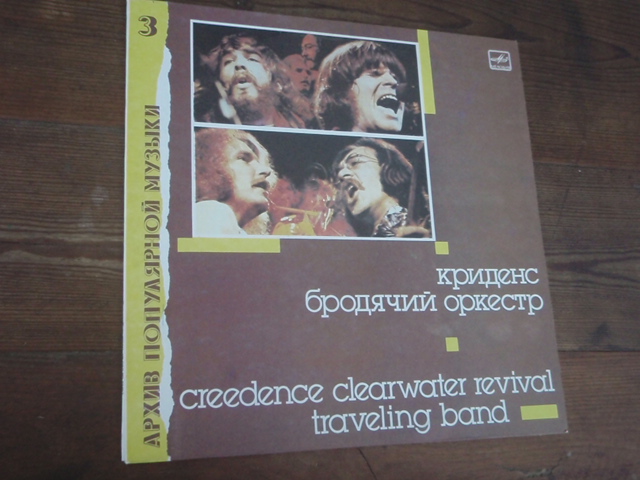 3
АРХИВ ПОПУЛЯРНОЙ МУЗЫКИ
криденс
бродячий оркестр
creedence clearwater revival
traveling band